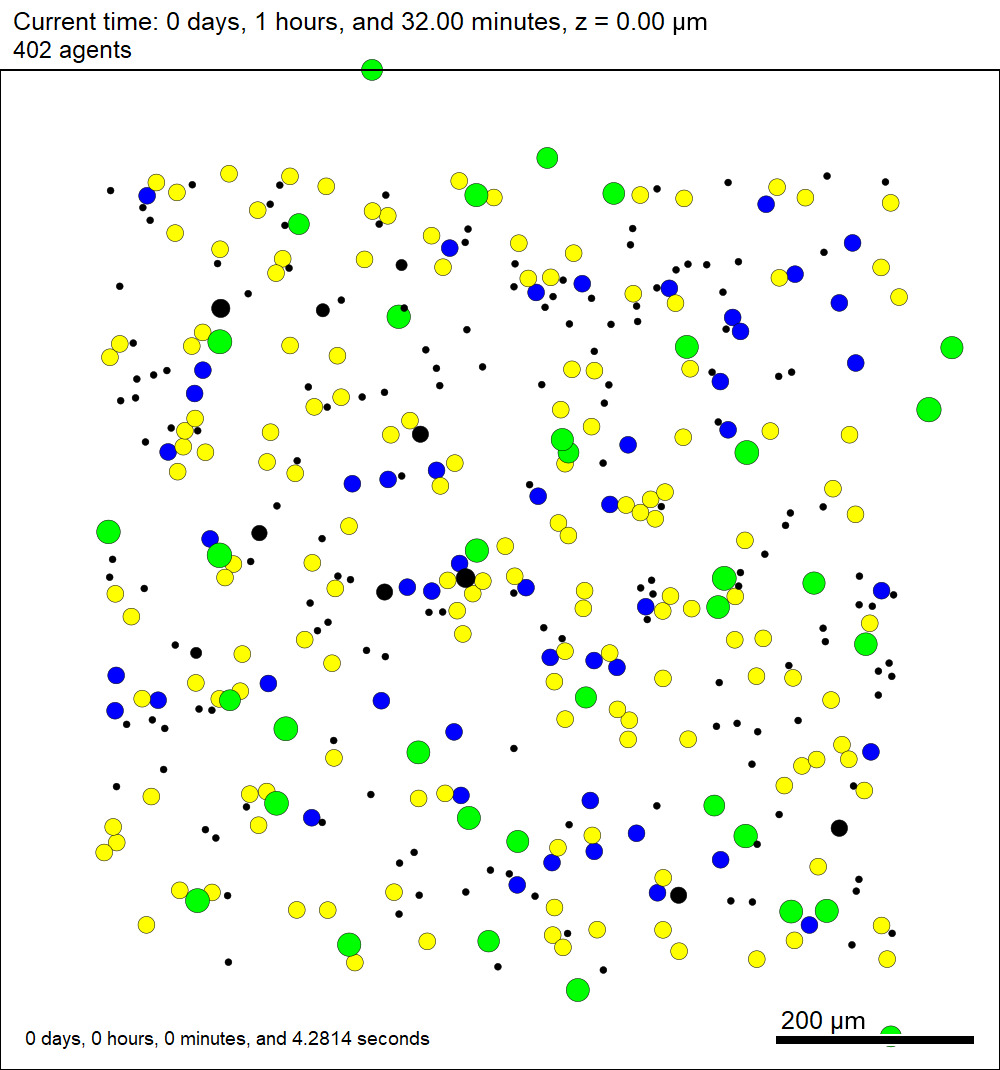 Current time: 0 days, 1 hours, and 32.00 minutes, z = 0.00 µm
402 agents
200 µm
0 days, 0 hours, 0 minutes, and 4.2814 seconds